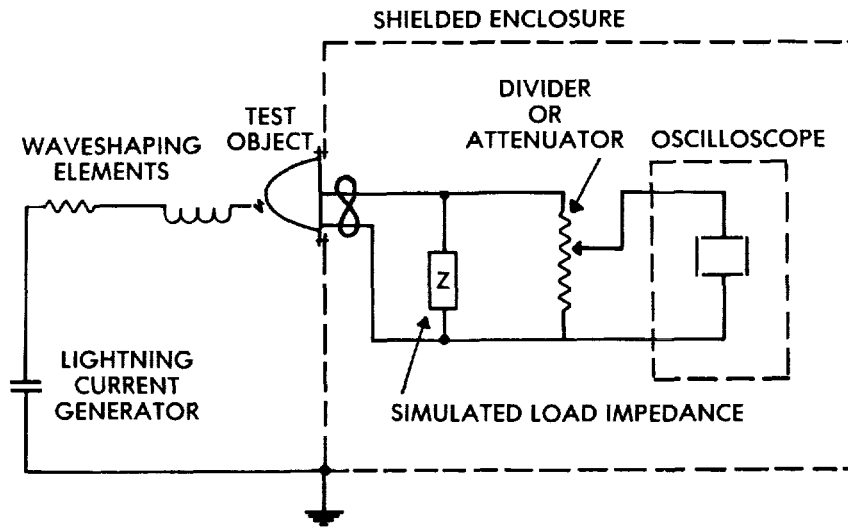 SHIELDED ENCLOSURE
DIVIDER
OR
ATTENUATOR
TEST
OBJECT
OSCILLOSCOPE
WAVESHAPING
ELEMENTS
Z
LIGHTNING
CURRENT
GENERATOR
SIMULATED LOAD IMPEDANCE